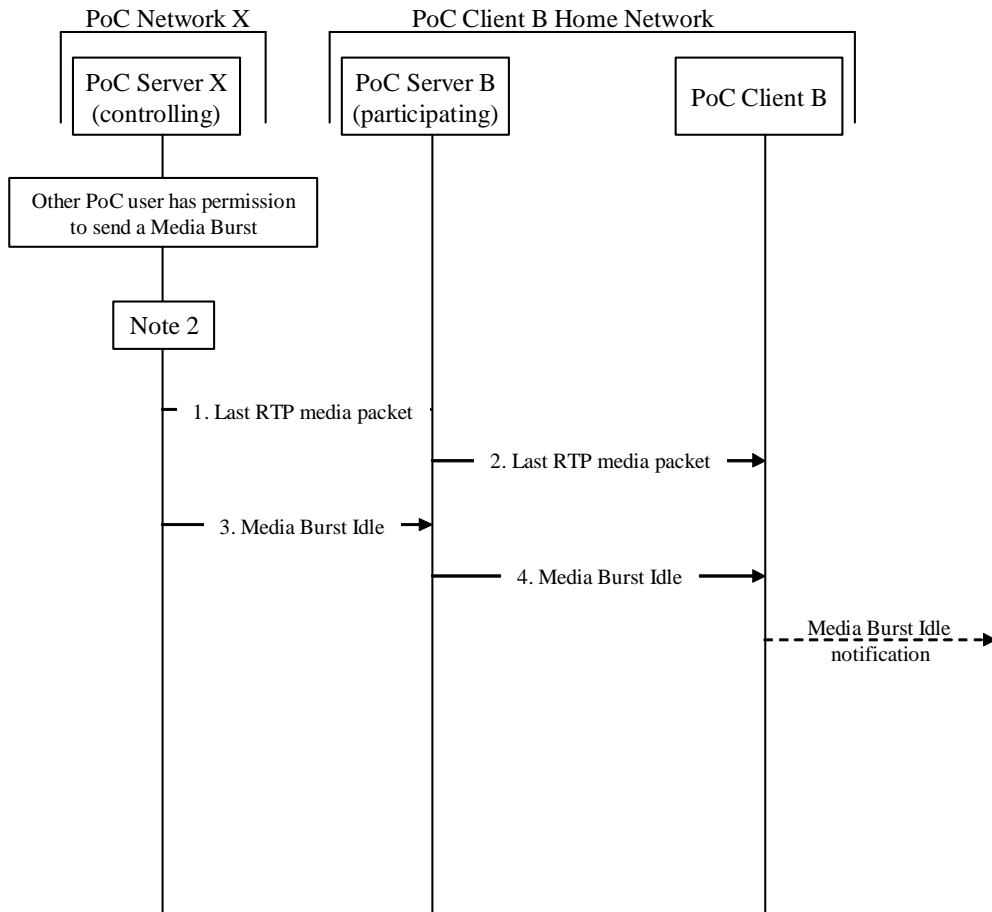 PoC Network X
PoC Client B Home Network
PoC Server X
(controlling)
PoC Server B
(participating)
PoC Client B
Other PoC user has permission
to send a Media Burst
Note 2
1. Last RTP media packet
2. Last RTP media packet
3. Media Burst Idle
4. Media Burst Idle
Media Burst Idle
notification